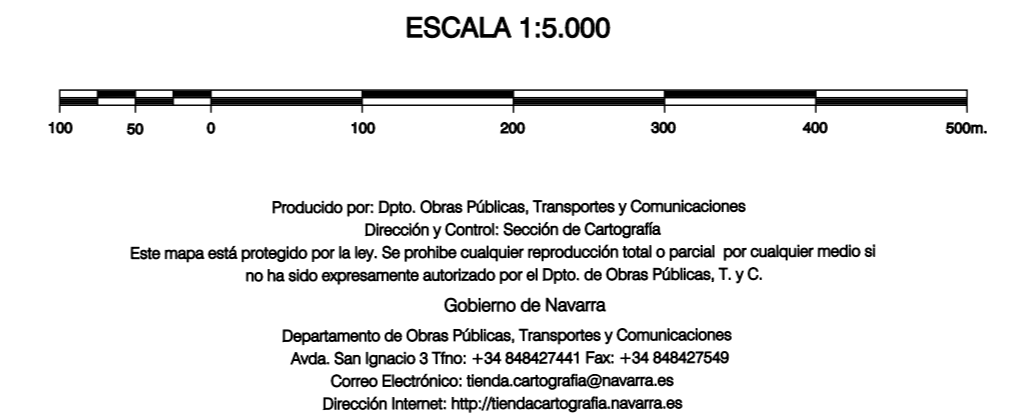 ESCALA 1:5.000
100 50 0 100 200 300 400 500m.
Producido por: Dpto. Obras Públicas, Transportes y Comunicaciones
Dirección y Control: Sección de Cartografía
Este mapa está protegido por la ley. Se prohibe cualquier reproducción total o parcial por cualquier medio si
no ha sido expresamente autorizado por el Dpto. de Obras Públicas, T. y C.
Gobierno de Navarra
Departamento de Obras Públicas, Transportes y Comunicaciones
Avda. San Ignacio 3 Tfno: +34 848427441 Fax: +34 848427549
Correo Electrónico: tienda.cartografia@navarra.es
Dirección Internet: http://tiendacartografia.navarra.es